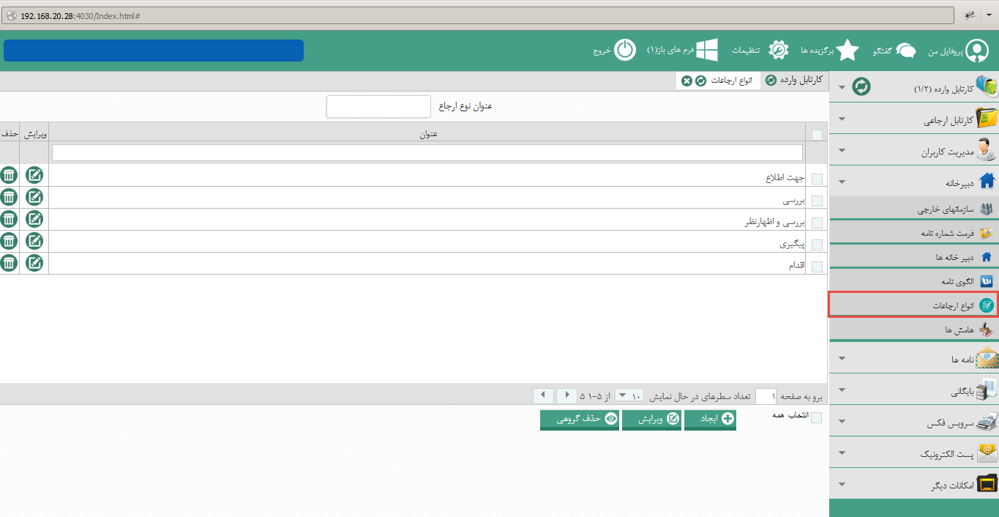 192.168.20.28:4030/Index.html#
پروفایل من
گفتگو
برگزیده ها
تنظیمات
فرم های باز(۱)
خروج
کارتابل وارده (۱/۲)
کارتابل ارجاعی
مدیریت کاربران
دبیرخانه
سازمانهای خارجی
فرمت شماره نامه
دبیر خانه ها
الگوی نامه
انواع ارجاعات
هامش ها
نامه ها
بایگانی
سرویس فکس
پست الکترونیک
امکانات دیگر
کارتابل وارده
انواع ارجاعات
عنوان نوع ارجاع
عنوان ویرایش حذف
جهت اطلاع
بررسی
بررسی و اظهارنظر
پیگیری
اقدام
برو به صفحه ۱ تعداد سطرهای در حال نمایش ۱۰ از ۵-۱ ۵
انتخاب همه
ایجاد
ویرایش
حذف گروهی